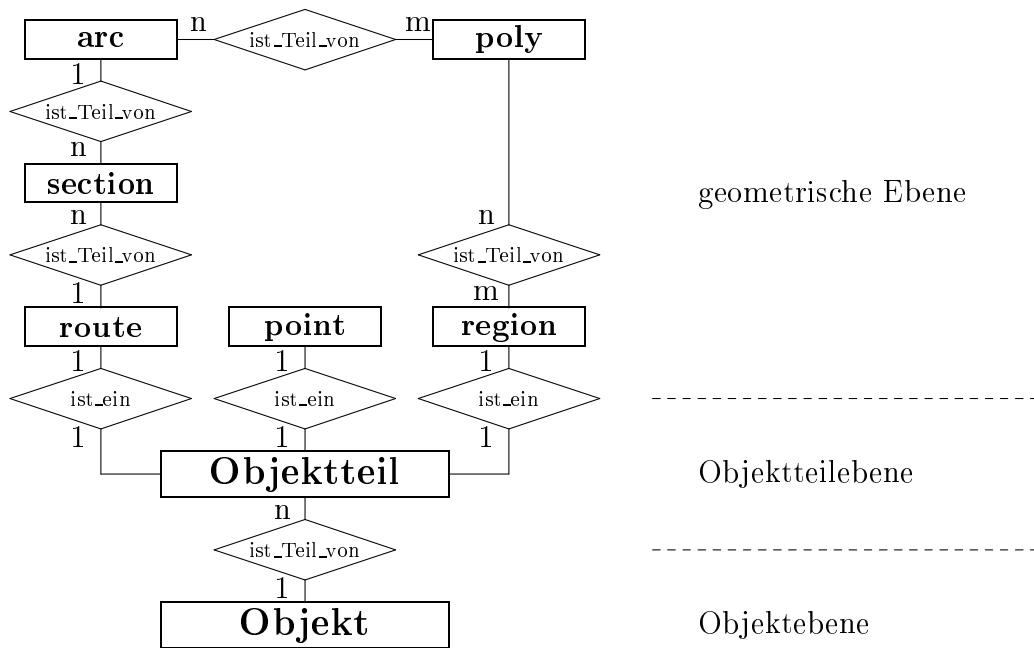 arc n ist_Teil_von m poly
1
ist_Teil_von
n
section geometrische Ebene
n n
ist_Teil_von ist_Teil_von
1 m
route point region
1 1 1
ist_ein ist_ein ist_ein
1 1 1
Objektteil Objektteilebene
n
ist_Teil_von
1
Objekt Objektebene